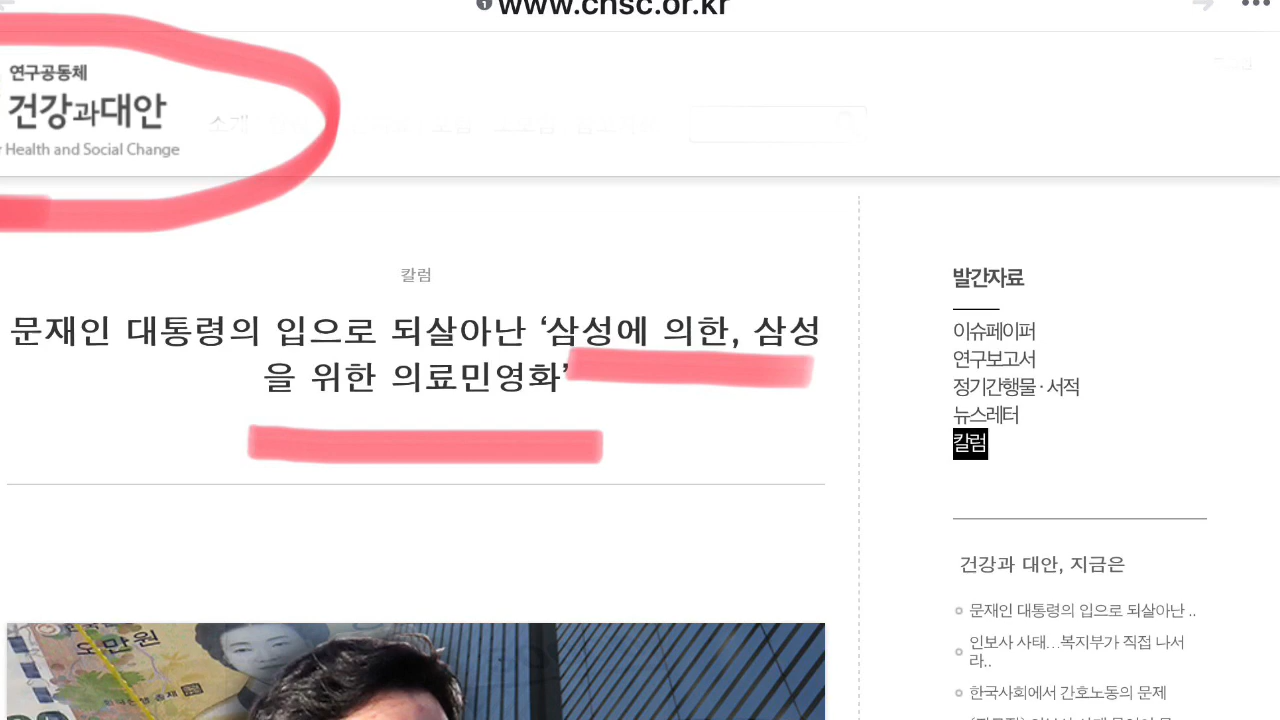 www.chsc.or.kr
연구공동체
건강과대안
Health and Social Change
소개
칼럼
문재인 대통령의 입으로 되살아난 ‘삼성에 의한, 삼성
을 위한 의료민영화’
발간자료
이슈페이퍼
연구보고서
정기간행물 · 서적
뉴스레터
칼럼
건강과 대안, 지금은
문재인 대통령의 입으로 되살아난 ..
인보사 사태…복지부가 직접 나서
라..
한국사회에서 간호노동의 문제
오만원